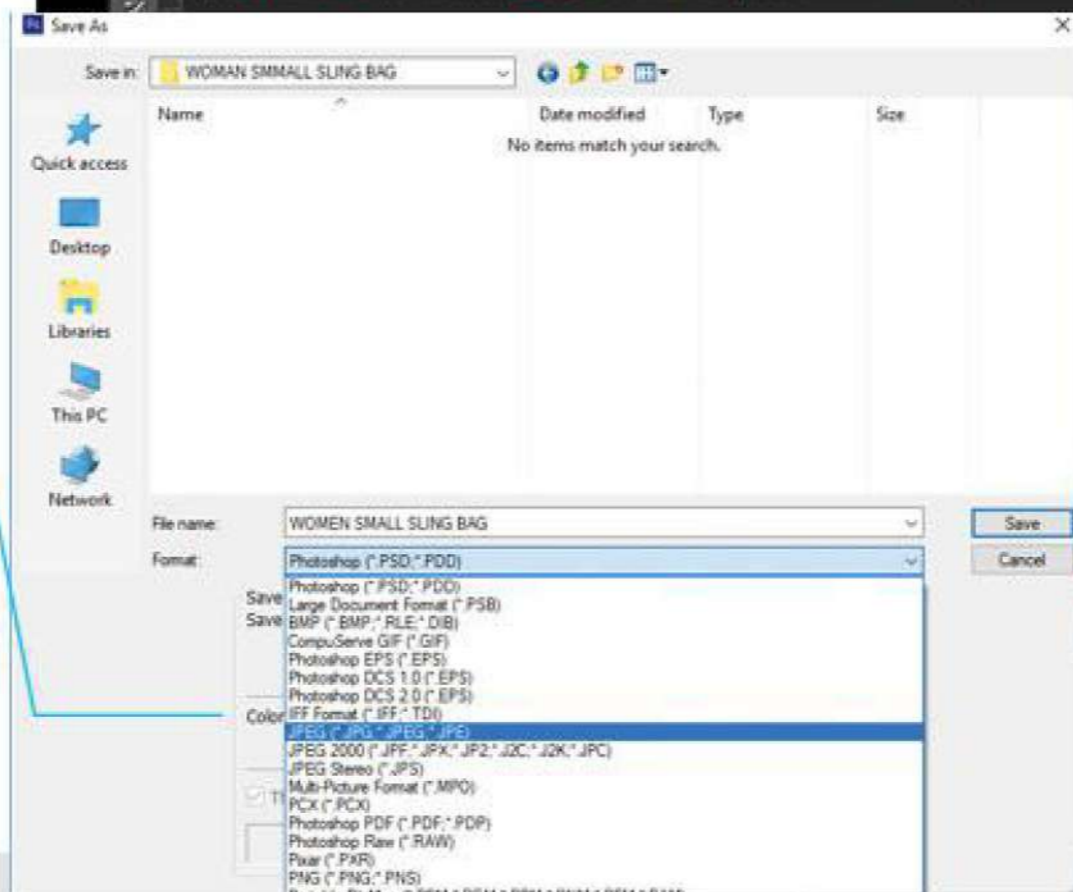 Save As
Save in:
WOMAN SMMALL SLING BAG
Name Date modified Type Size
No items match your search.
Quick access
Desktop
Libraries
This PC
Network
File name: WOMEN SMALL SLING BAG Save
Format: Photoshop (*.PSD;*.PDD) Cancel
Photoshop (*.PSD;*.PDD)
Save Large Document Format (*.PSB)
Save BMP (*.BMP;*.RLE;*.DIB)
CompuServe GIF (*.GIF)
Photoshop EPS (*.EPS)
Photoshop DCS 1.0 (*.EPS)
Photoshop DCS 2.0 (*.EPS)
Color IFF Format (*.IFF;*.TDI)
JPEG (*.JPG;*.JPEG;*.JPE)
JPEG 2000 (*.JPF;*.JPX;*.JP2;*.J2C;*.J2K;*.JPC)
JPEG Stereo (*.JPS)
Multi-Picture Format (*.MPO)
PCX (*.PCX)
Photoshop PDF (*.PDF;*.PDP)
Photoshop Raw (*.RAW)
Pixar (*.PXR)
PNG (*.PNG;*.PNS)